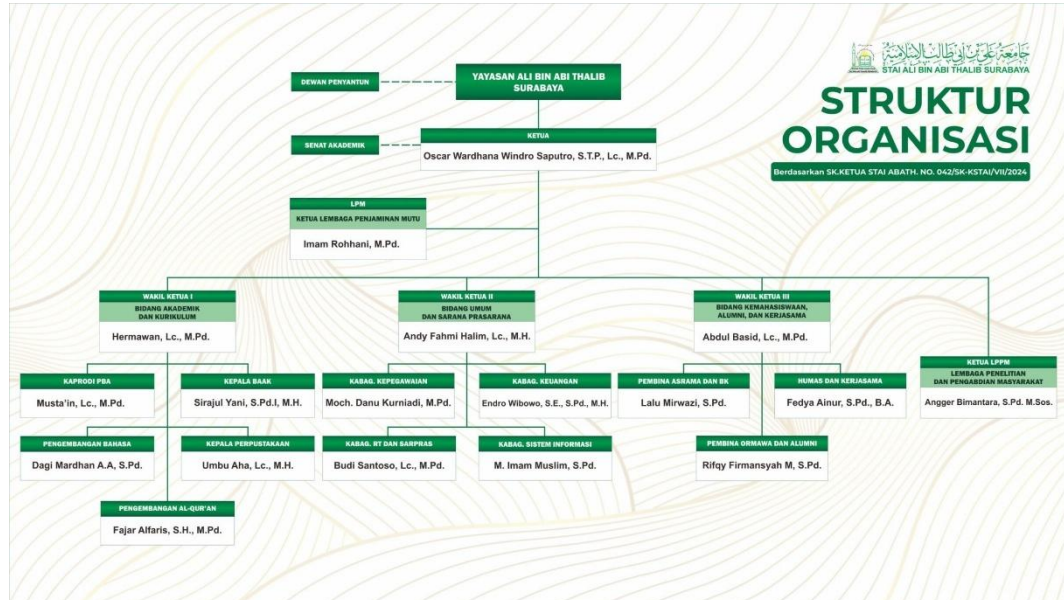 جامعة علي بن أبي طالب الإسلامية
STAI ALI BIN ABI THALIB SURABAYA
STRUKTUR
ORGANISASI
Berdasarkan SK.KETUA STAI ABATH. NO. 042/SK-KSTAI/VII/2024
DEWAN PENYANTUN
YAYASAN ALI BIN ABI THALIB
SURABAYA
SENAT AKADEMIK
KETUA
Oscar Wardhana Windro Saputro, S.T.P., Lc., M.Pd.
LPM
KETUA LEMBAGA PENJAMINAN MUTU
Imam Rohhani, M.Pd.
WAKIL KETUA I
BIDANG AKADEMIK
DAN KURIKULUM
Hermawan, Lc., M.Pd.
KAPRODI PBA
Musta'in, Lc., M.Pd.
KEPALA BAAK
Sirajul Yani, S.Pd.I, M.H.
PENGEMBANGAN BAHASA
Dagi Mardhan A.A, S.Pd.
KEPALA PERPUSTAKAAN
Umbu Aha, Lc., M.H.
PENGEMBANGAN AL-QUR'AN
Fajar Alfaris, S.H., M.Pd.
WAKIL KETUA II
BIDANG UMUM
DAN SARANA PRASARANA
Andy Fahmi Halim, Lc., M.H.
KABAG. KEPEGAWAIAN
Moch. Danu Kurniadi, M.Pd.
KABAG. KEUANGAN
Endro Wibowo, S.E., S.Pd., M.H.
KABAG. RT DAN SARPRAS
Budi Santoso, Lc., M.Pd.
KABAG. SISTEM INFORMASI
M. Imam Muslim, S.Pd.
WAKIL KETUA III
BIDANG KEMAHASISWAAN,
ALUMNI, DAN KERJASAMA
Abdul Basid, Lc., M.Pd.
PEMBINA ASRAMA DAN BK
Lalu Mirwazi, S.Pd.
HUMAS DAN KERJASAMA
Fedya Ainur, S.Pd., B.A.
PEMBINA ORMAWA DAN ALUMNI
Rifqy Firmansyah M, S.Pd.
KETUA LPPM
LEMBAGA PENELITIAN
DAN PENGABDIAN MASYARAKAT
Angger Bimantara, S.Pd. M.Sos.